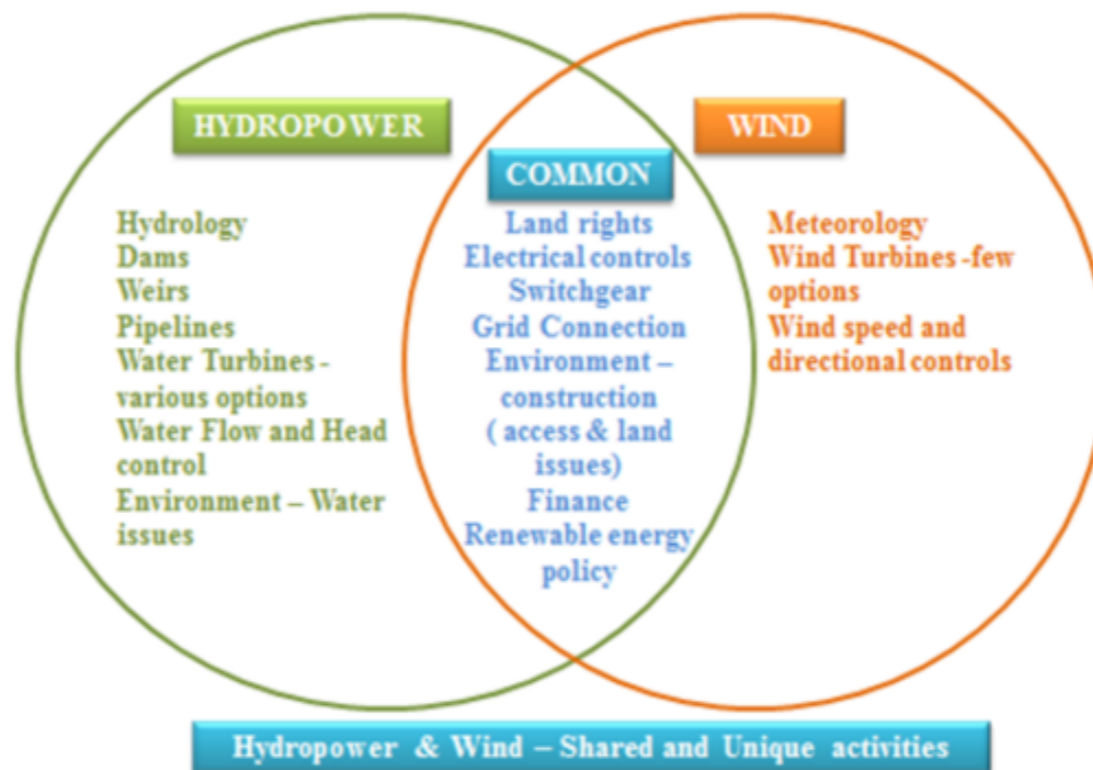 HYDROPOWER
Hydrology
Dams
Weirs
Pipelines
Water Turbines -
various options
Water Flow and Head
control
Environment – Water
issues
COMMON
Land rights
Electrical controls
Switchgear
Grid Connection
Environment –
construction
( access & land
issues)
Finance
Renewable energy
policy
WIND
Meteorology
Wind Turbines -few
options
Wind speed and
directional controls
Hydropower & Wind – Shared and Unique activities